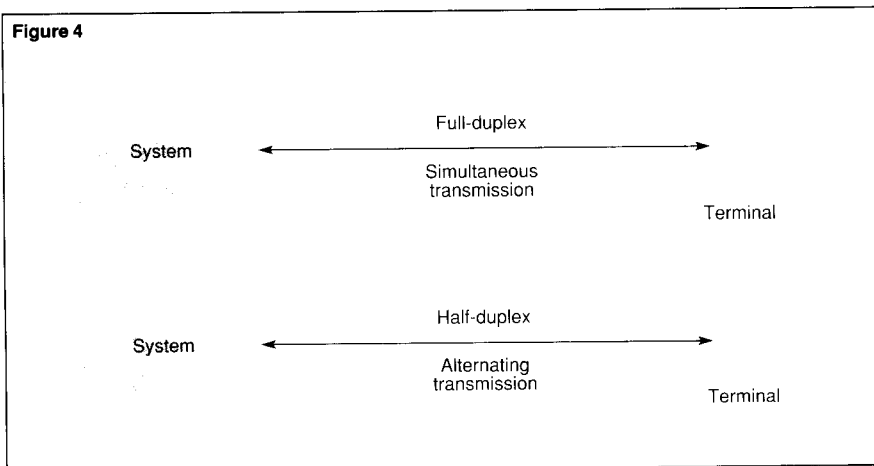 Figure 4
Full-duplex
System
Simultaneous
transmission
Terminal
Half-duplex
System
Alternating
transmission
Terminal